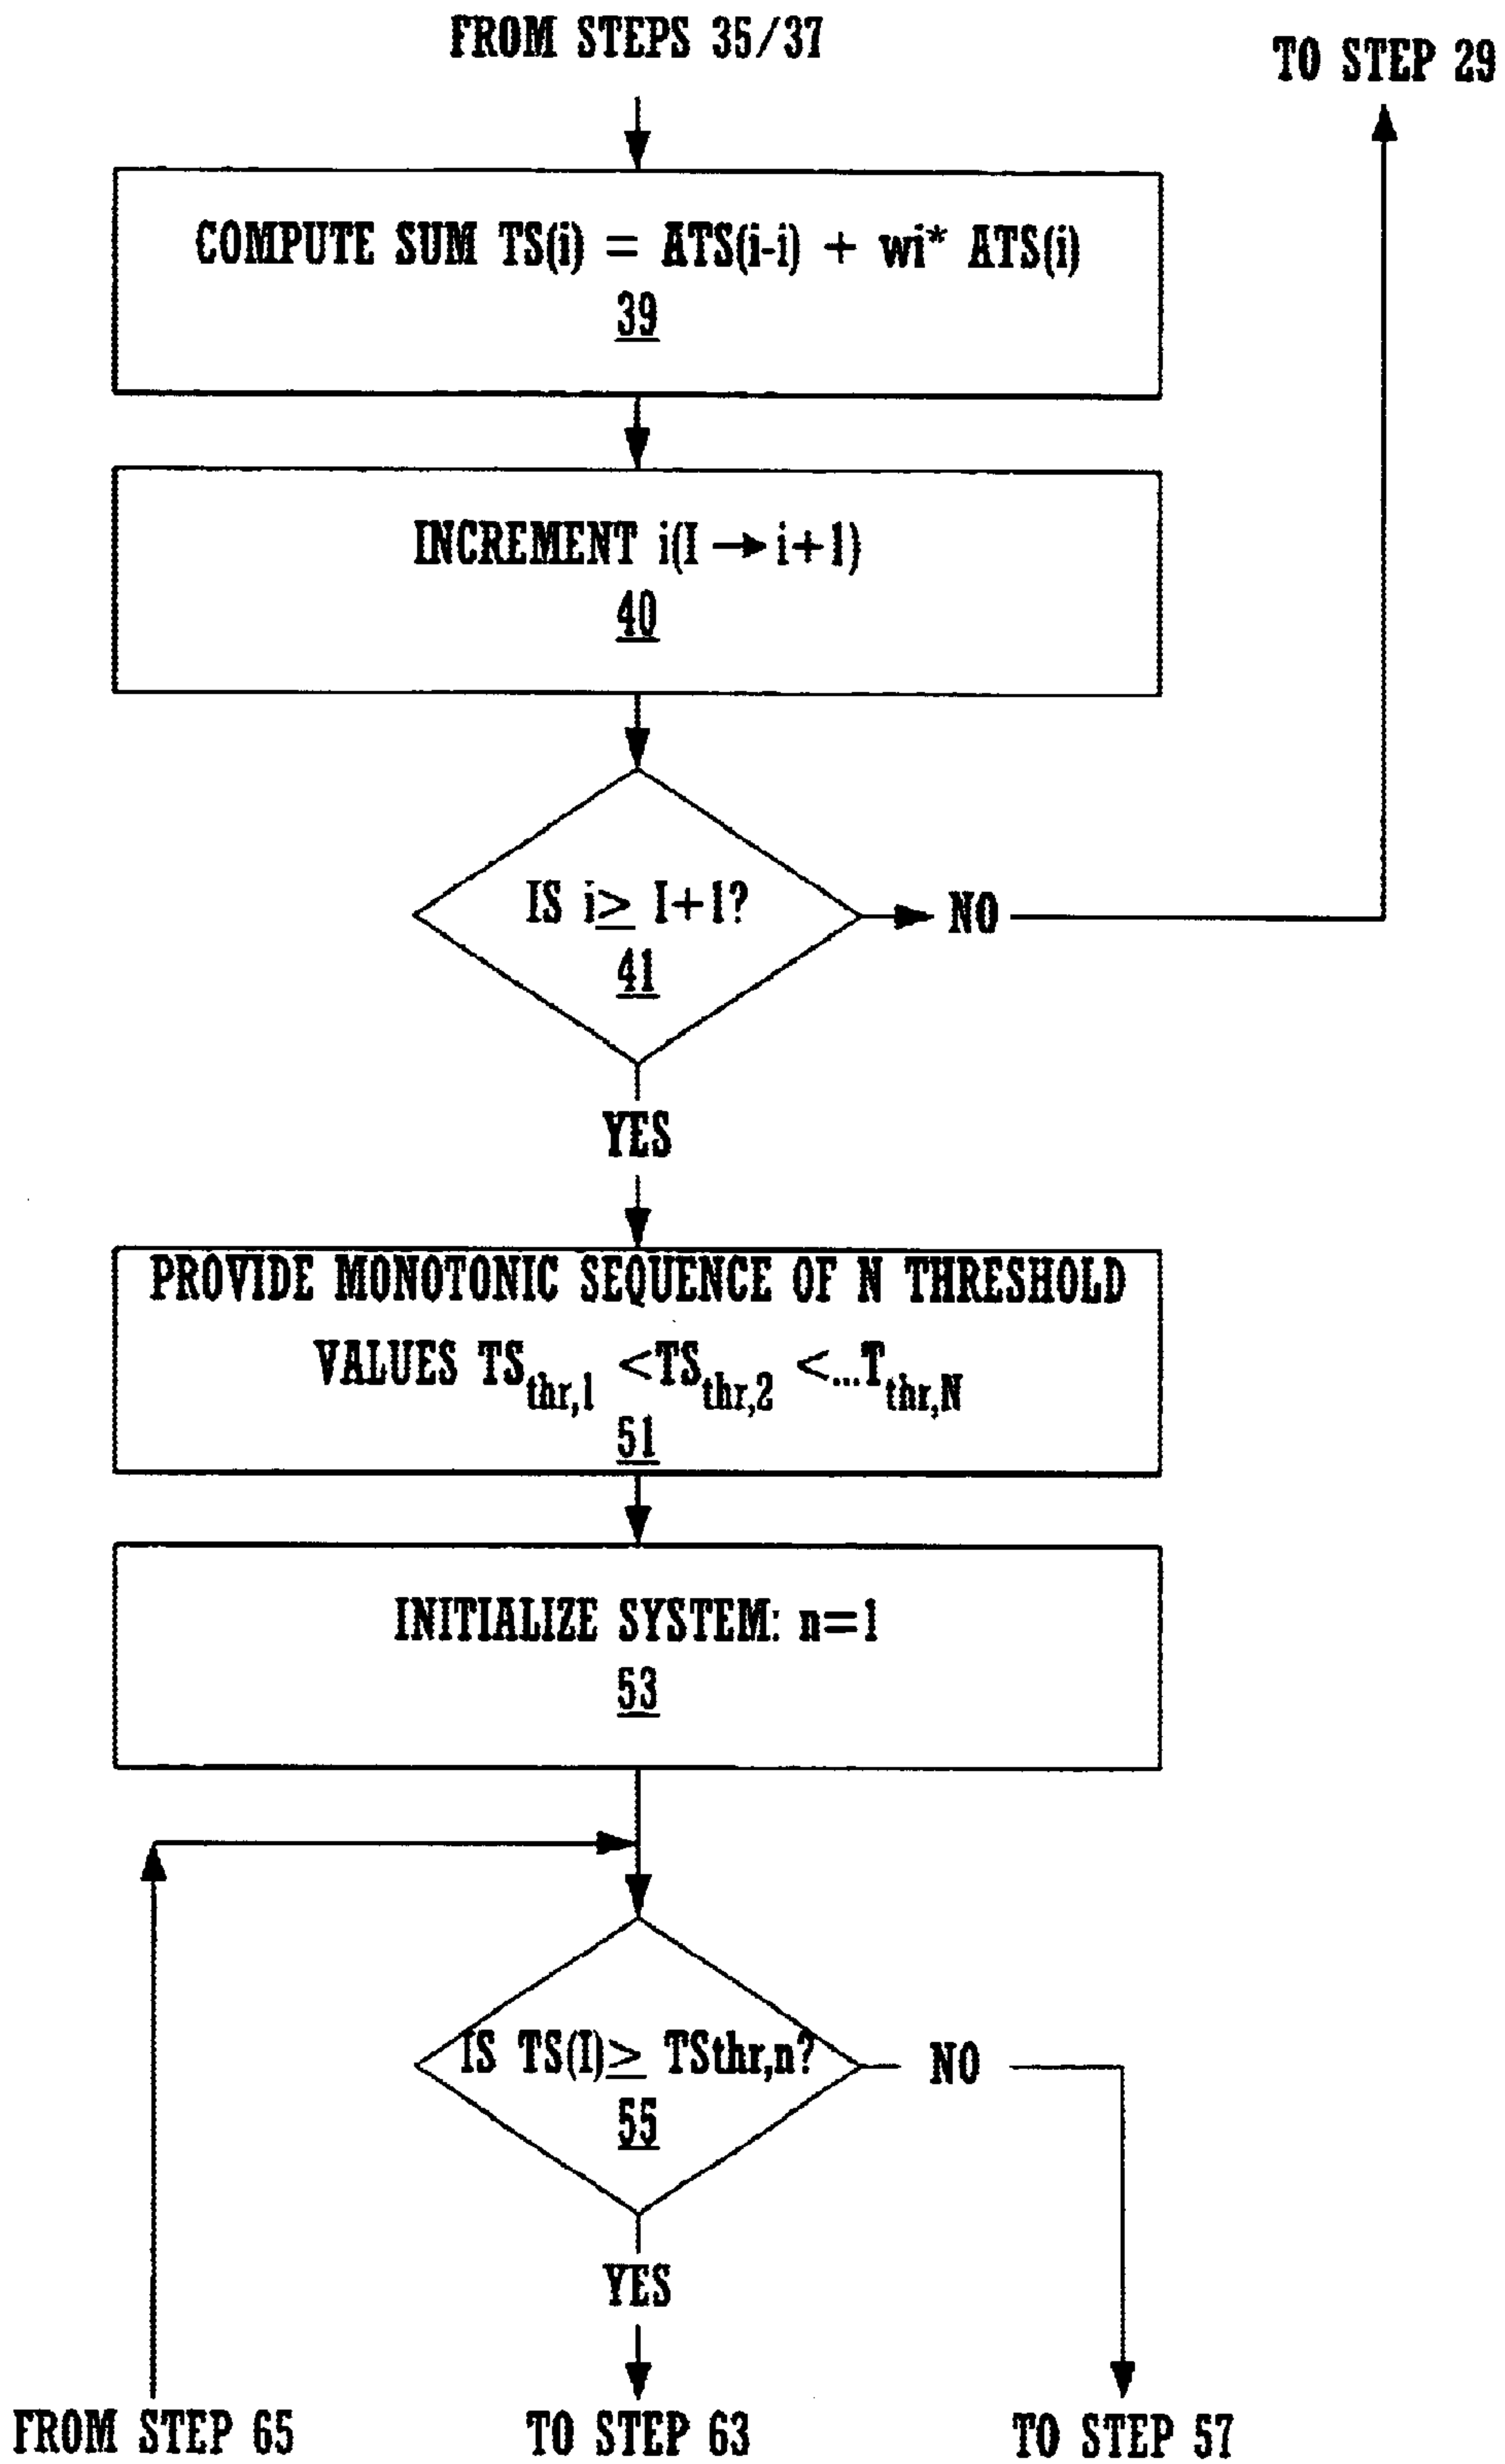 FROM STEPS 35/37
TO STEP 29
COMPUTE SUM TS(i) = ATS(i-i) + wi* ATS(i)
39
INCREMENT i(I → i+1)
40
IS i≥ I+1?
41
NO
YES
PROVIDE MONOTONIC SEQUENCE OF N THRESHOLD
VALUES TSthr,1 <TSthr,2 <...Tthr,N
51
INITIALIZE SYSTEM: n=1
53
IS TS(I)≥ TSthr,n?
55
NO
YES
FROM STEP 65
TO STEP 63
TO STEP 57